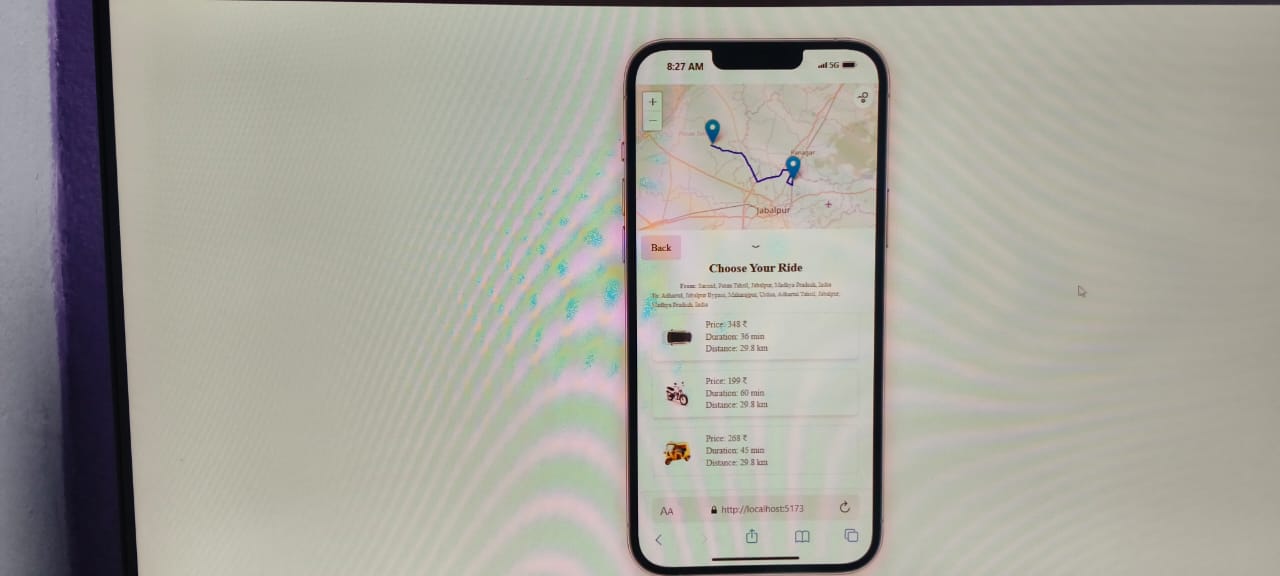 8:27 AM
5G
+
−
Panagar
Jabalpur
Back
Choose Your Ride
From: Patan Tahsil, Jabalpur, Madhya Pradesh, India
To: Adhartal, Jabalpur Bypass, Maharajpur, Adhartal Tahsil, Jabalpur,
Madhya Pradesh, India
Price: 348 ₹
Duration: 36 min
Distance: 29.8 km
Price: 199 ₹
Duration: 60 min
Distance: 29.8 km
Price: 268 ₹
Duration: 45 min
Distance: 29.8 km
AA
http://localhost:5173